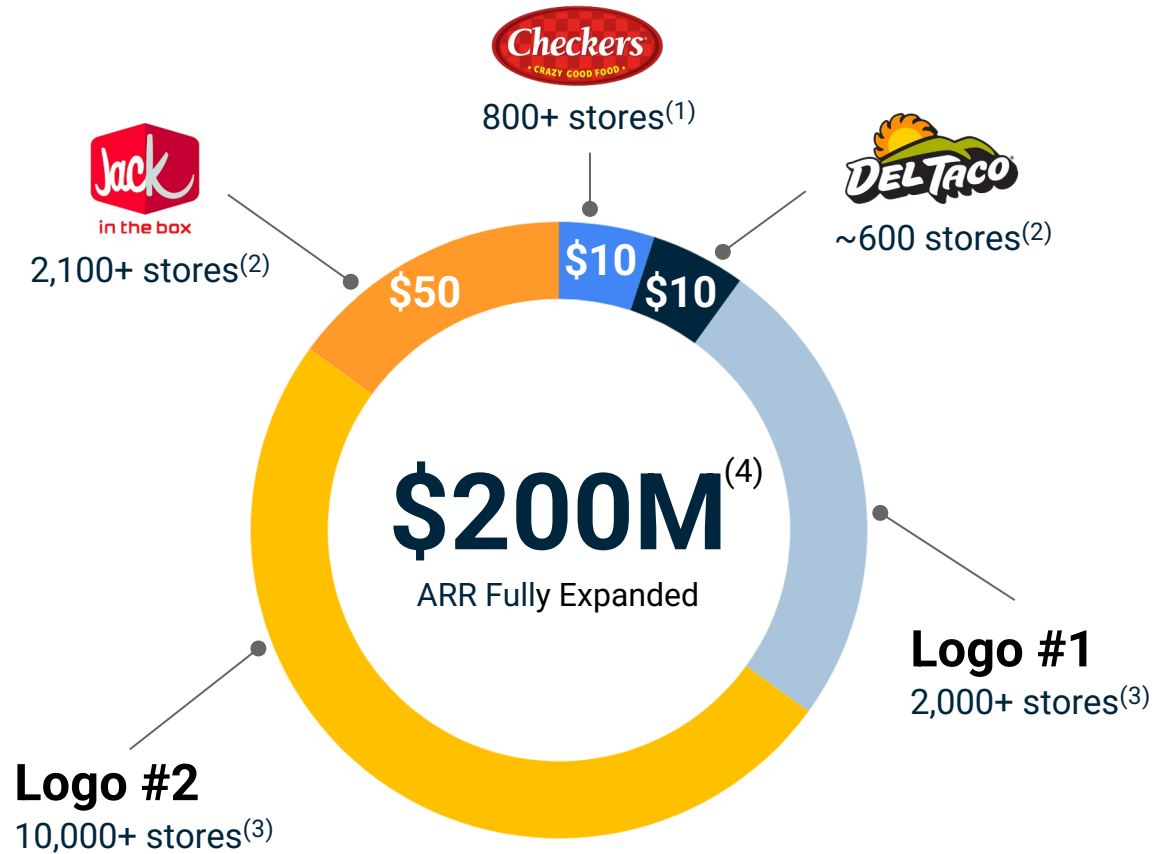 Checkers
• CRAZY GOOD FOOD •
800+ stores(1)
Jack
in the box
2,100+ stores(2)
DEL TACO
~600 stores(2)
$50
$10
$10
$200M(4)
ARR Fully Expanded
Logo #1
2,000+ stores(3)
Logo #2
10,000+ stores(3)